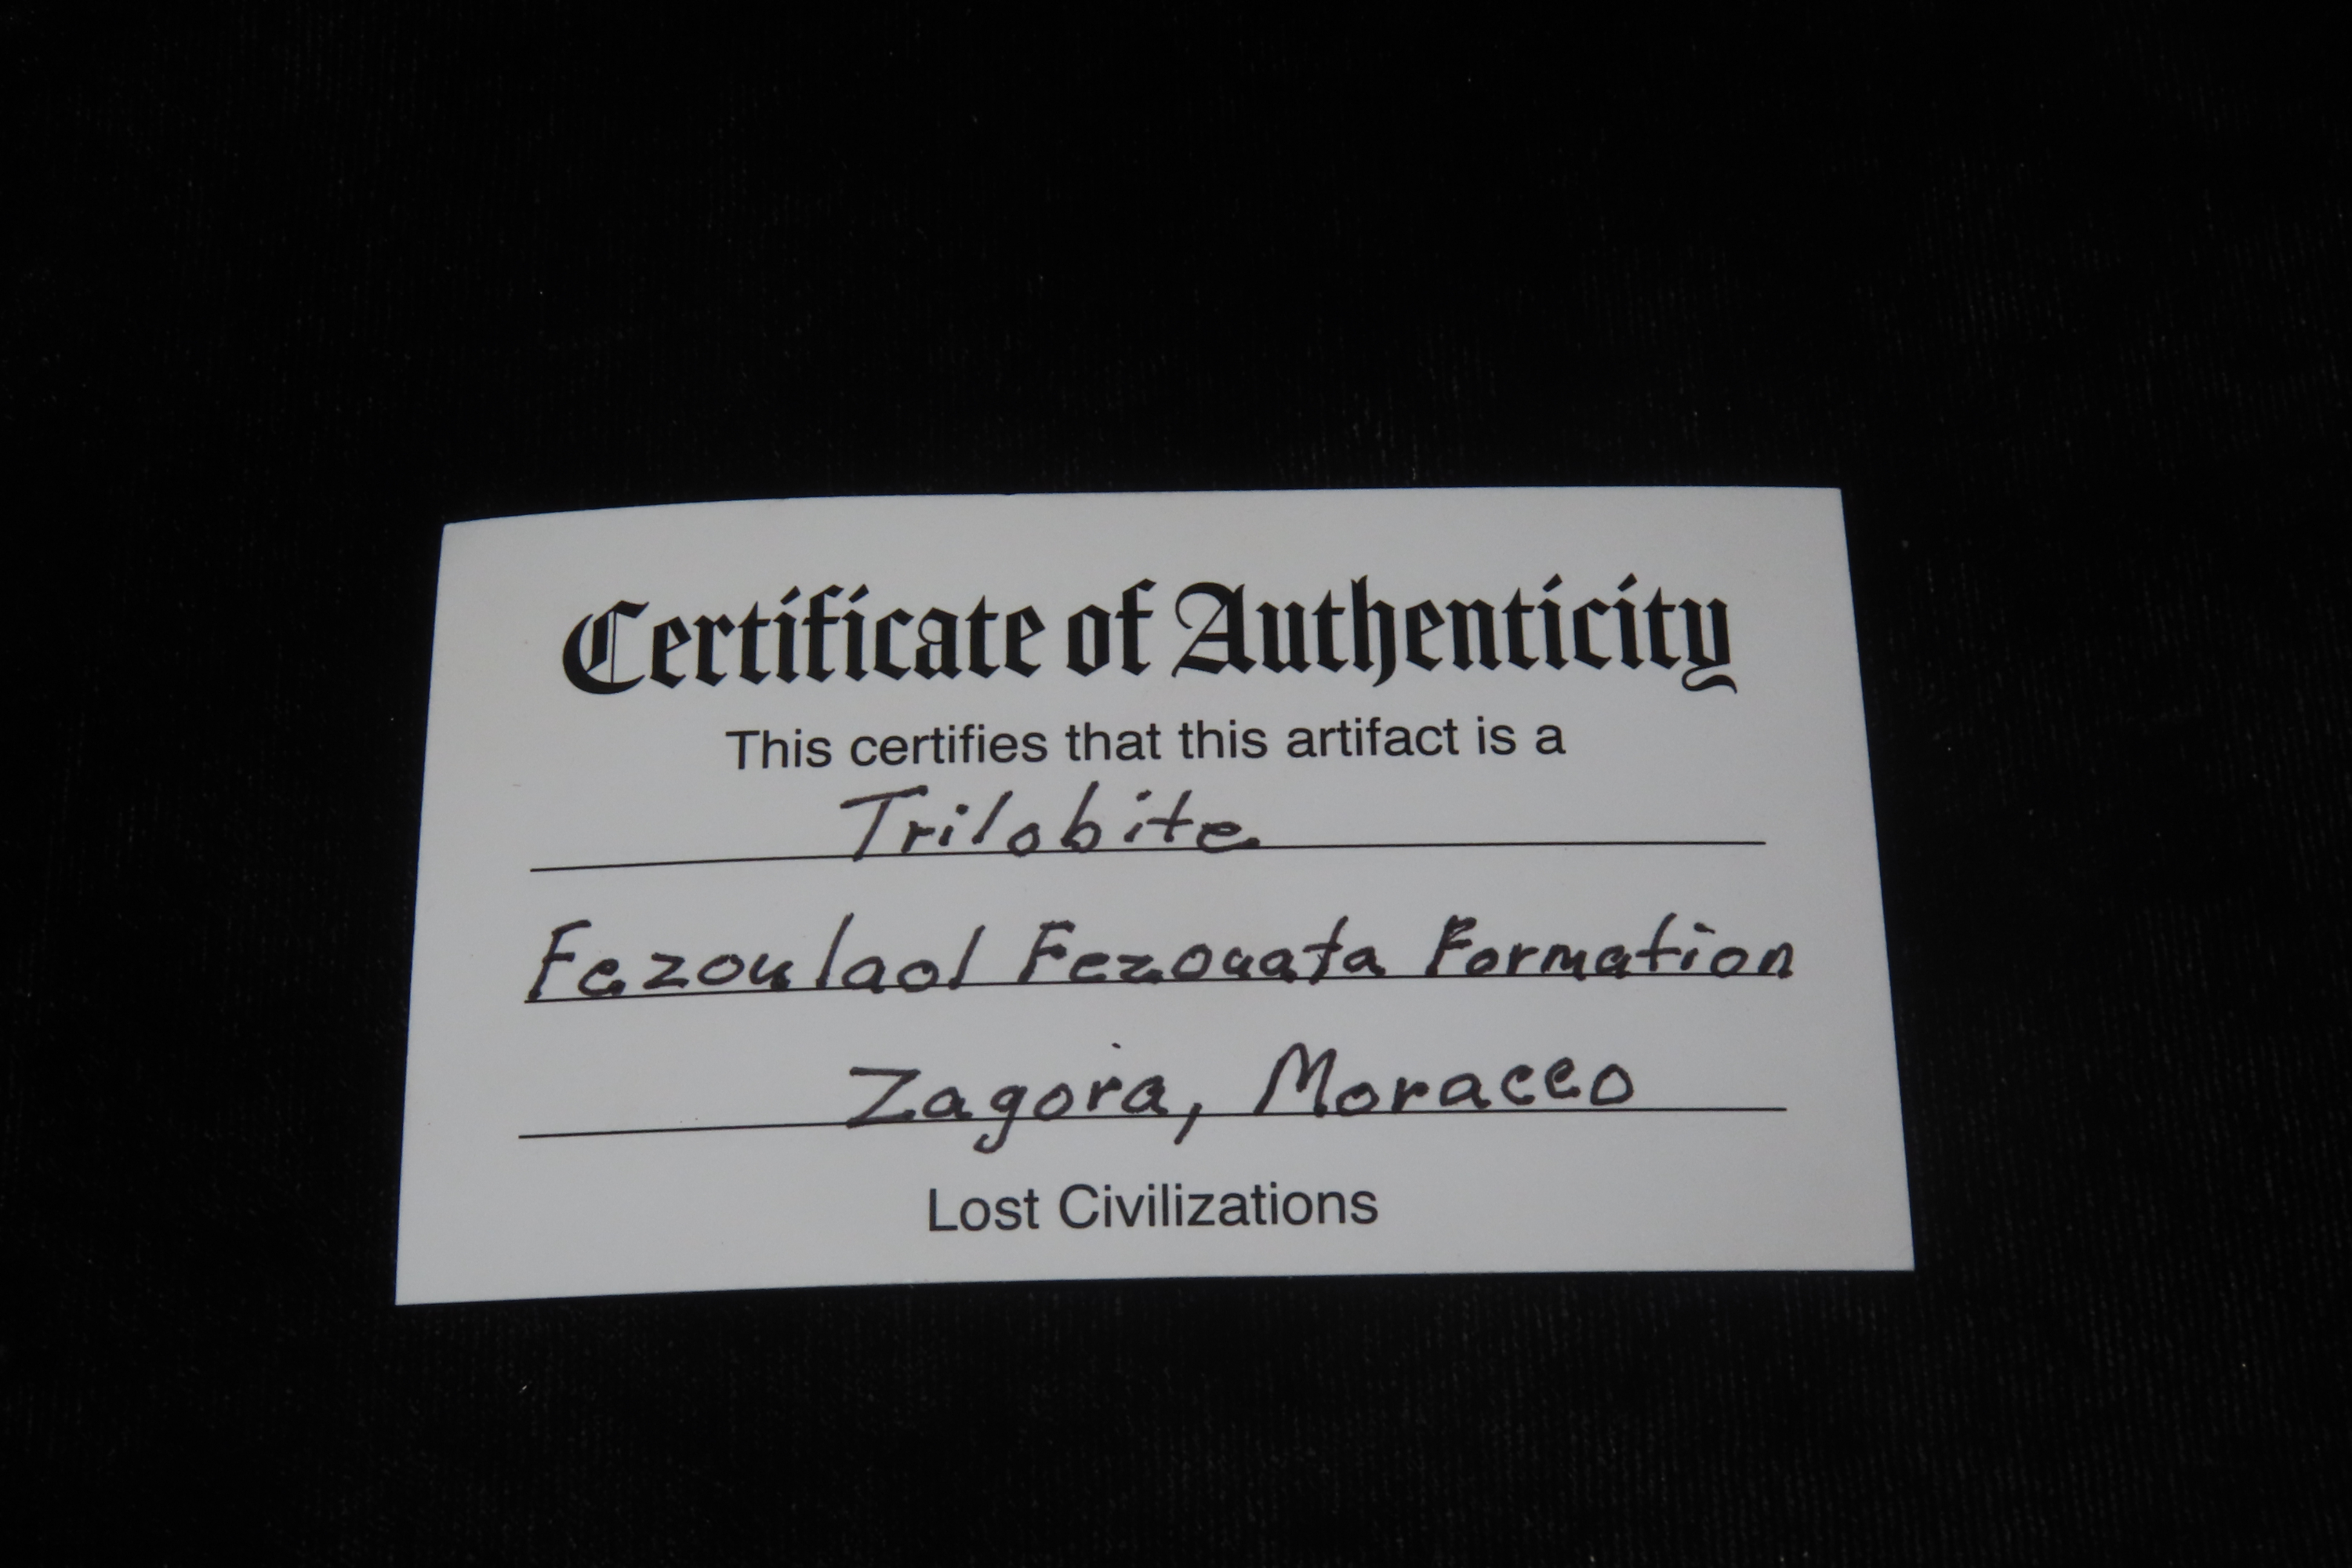 Certificate of Authenticity
This certifies that this artifact is a
Trilobite
Fezoulaol Fezouata Formation
Zagora, Moracco
Lost Civilizations